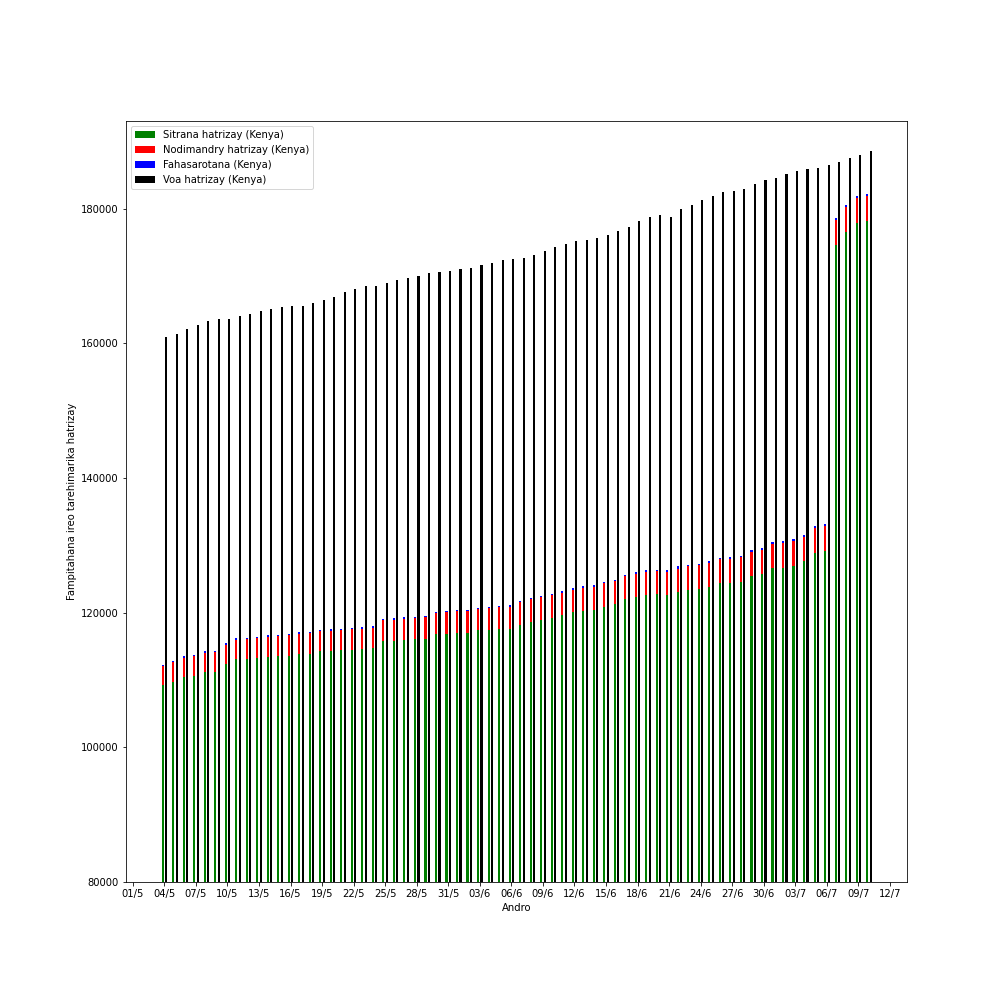 Sitrana hatrizay (Kenya)
Nodimandry hatrizay (Kenya)
Fahasarotana (Kenya)
Voa hatrizay (Kenya)
Fampitahana ireo tarehimarika hatrizay
180000
160000
140000
120000
100000
80000
01/5 04/5 07/5 10/5 13/5 16/5 19/5 22/5 25/5 28/5 31/5 03/6 06/6 09/6 12/6 15/6 18/6 21/6 24/6 27/6 30/6 03/7 06/7 09/7 12/7
Andro